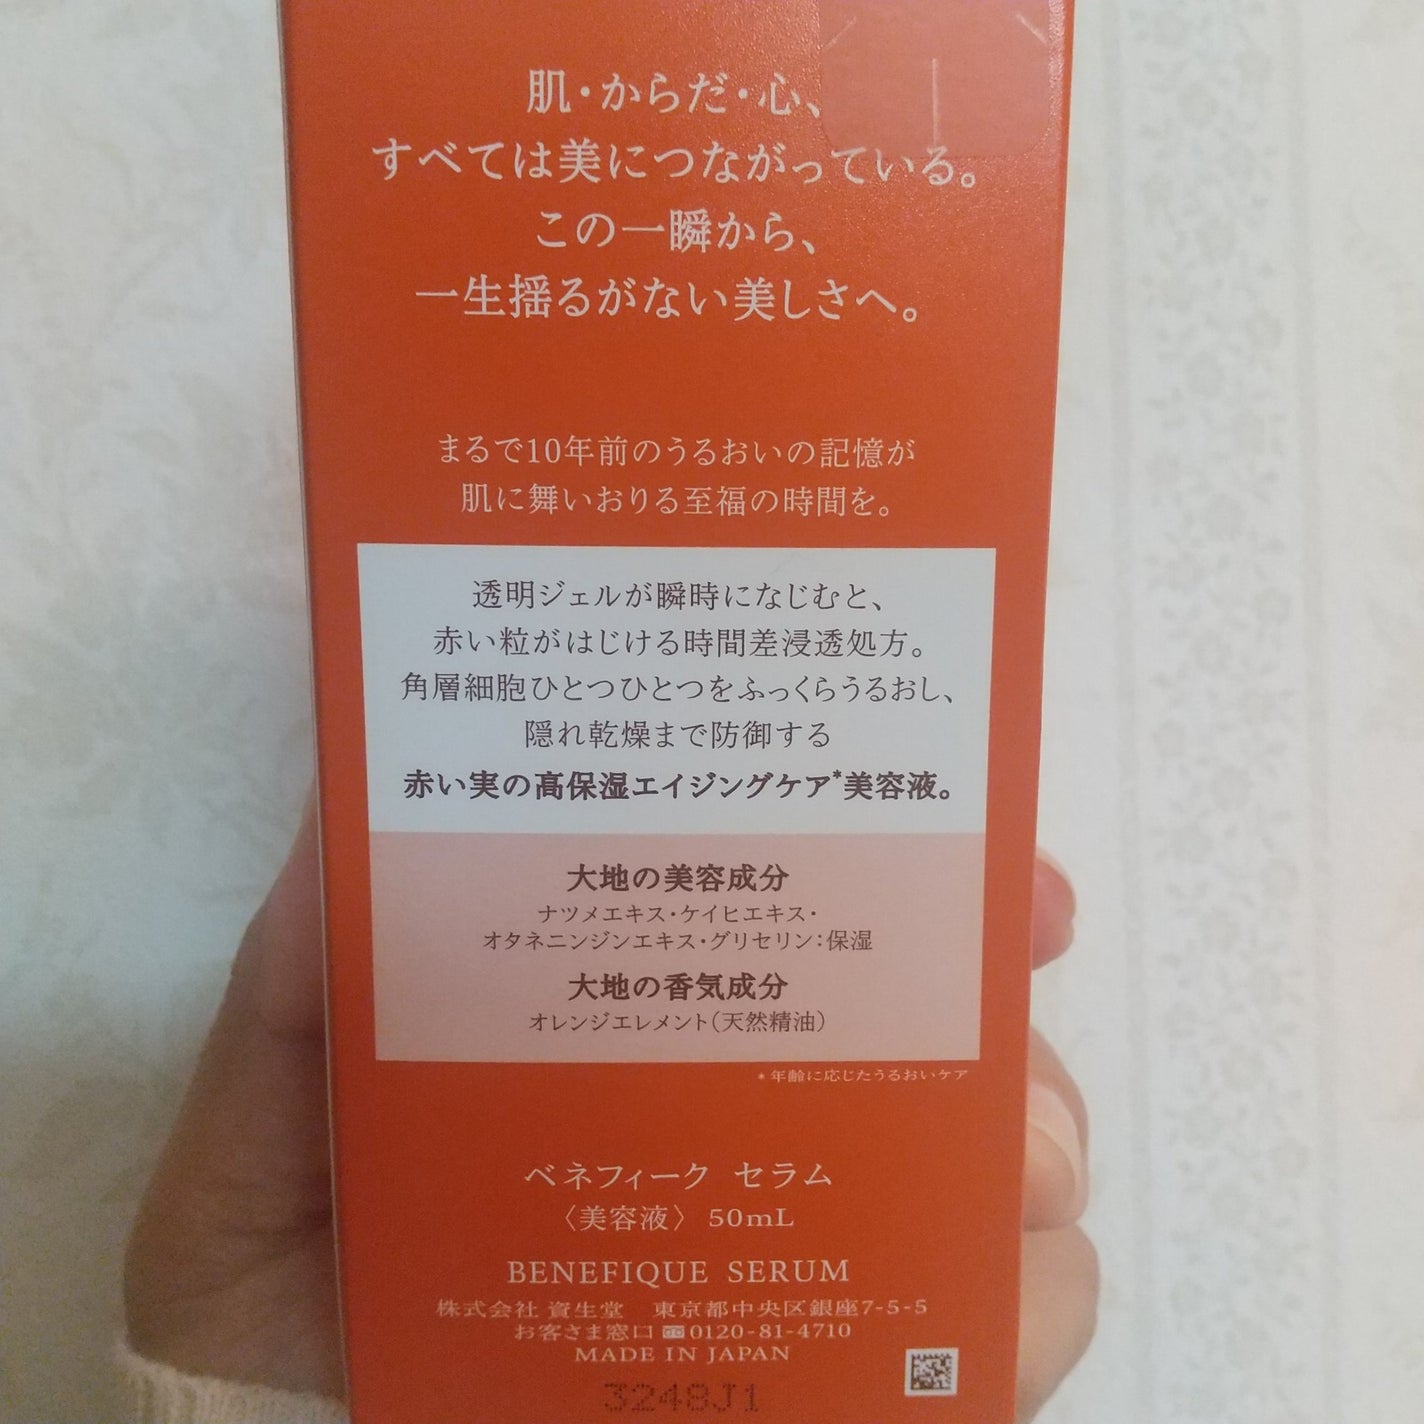 肌・からだ・心、
すべては美につながっている。
この一瞬から、
一生揺るがない美しさへ。
まるで10年前のうるおいの記憶が
肌に舞いおりる至福の時間を。
透明ジェルが瞬時になじむと、
赤い粒がはじける時間差浸透処方。
角層細胞ひとつひとつをふっくらうるおし、
隠れ乾燥まで防御する
赤い実の高保湿エイジングケア*美容液。
大地の美容成分
ナツメエキス・ケイヒエキス・
オタネニンジンエキス・グリセリン：保湿
大地の香気成分
オレンジエレメント（天然精油）
*年齢に応じたうるおいケア
ベネフィーク セラム
〈美容液〉 50mL
BENEFIQUE SERUM
株式会社 資生堂 東京都中央区銀座7-5-5
お客さま窓口 0120-81-4710
MADE IN JAPAN
3248J1